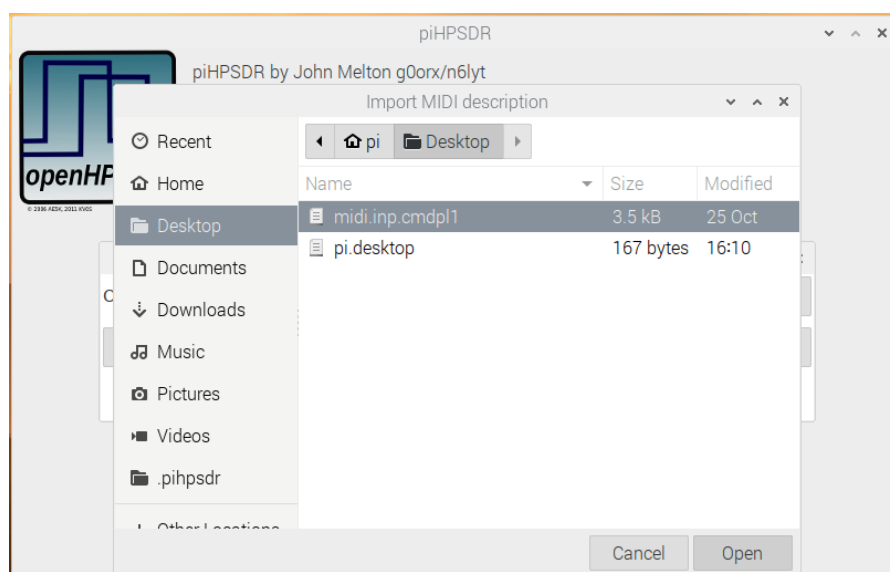 piHPSDR
piHPSDR by John Melton g0orx/n6lyt
openHP
Import MIDI description
Recent
Home
Desktop
Documents
Downloads
Music
Pictures
Videos
.pihpsdr
Other Locations
pi Desktop
Name Size Modified
midi.inp.cmdpl1 3.5 kB 25 Oct
pi.desktop 167 bytes 16:10
Cancel Open